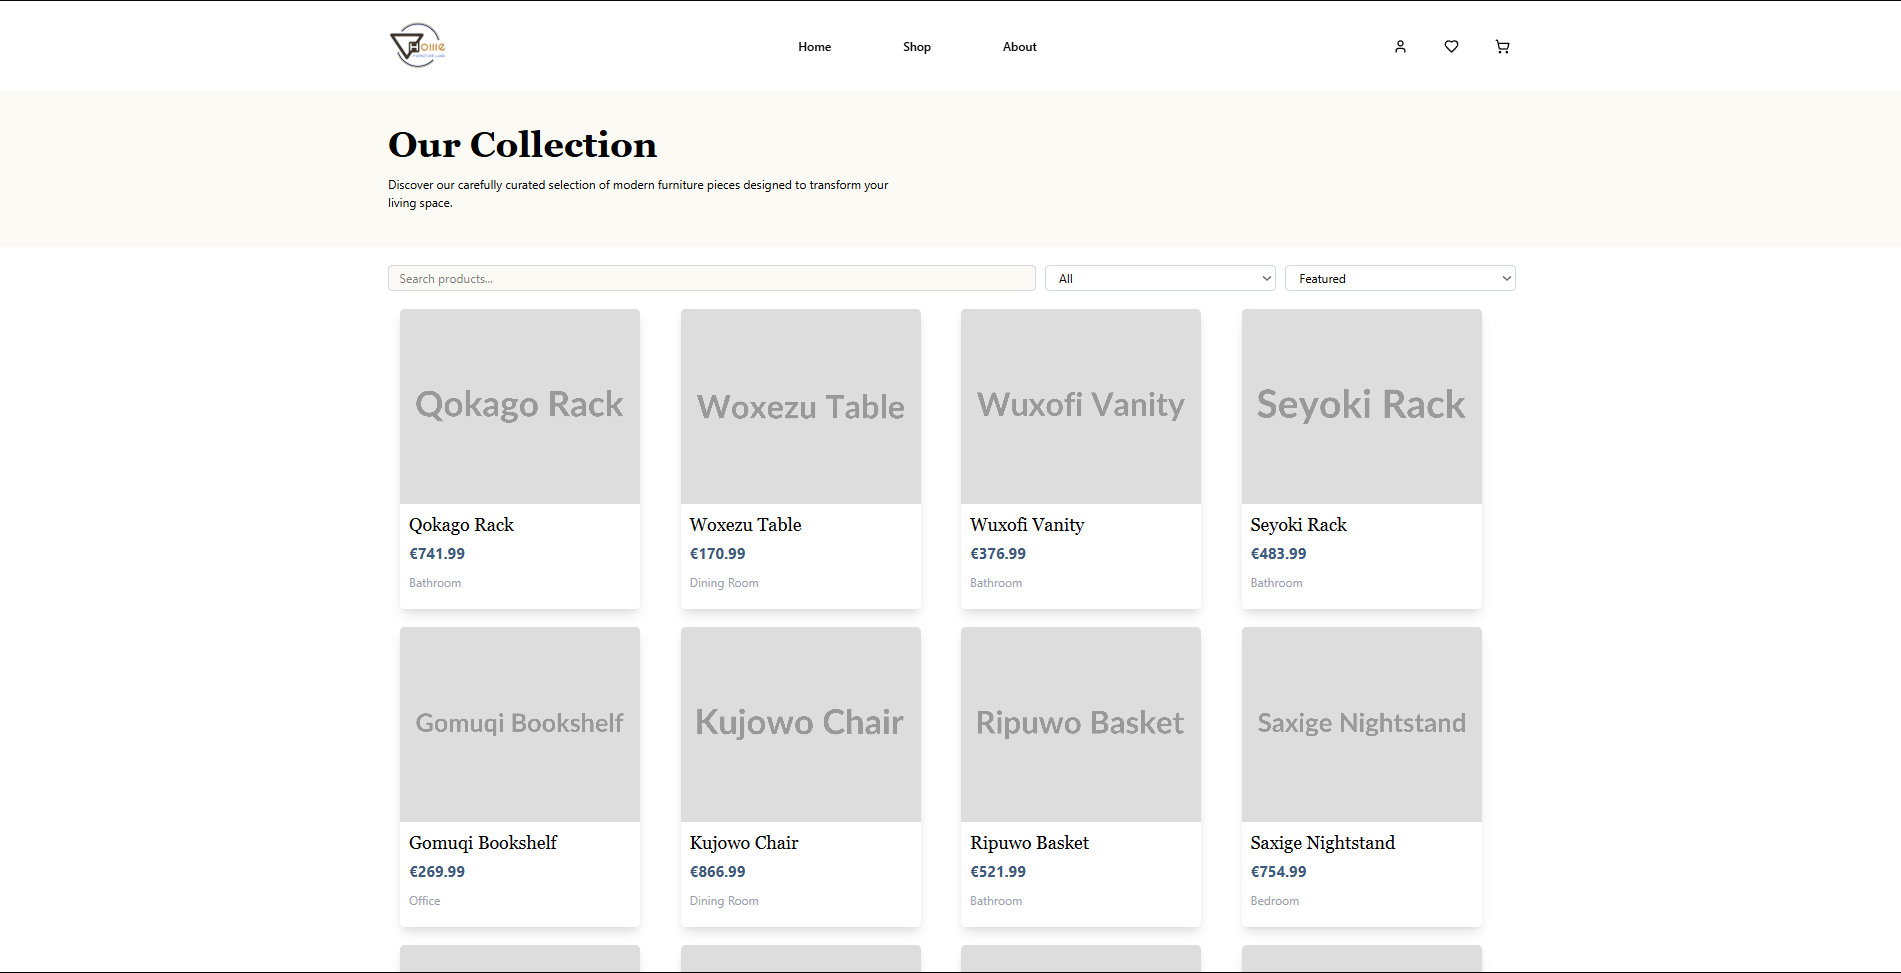 Home
Home
Shop
About
Our Collection
Discover our carefully curated selection of modern furniture pieces designed to transform your
living space.
Search products...
All
Featured
Qokago Rack
Woxezu Table
Wuxofi Vanity
Seyoki Rack
Qokago Rack
Woxezu Table
Wuxofi Vanity
Seyoki Rack
€741.99
€170.99
€376.99
€483.99
Bathroom
Dining Room
Bathroom
Bathroom
Gomuqi Bookshelf
Kujowo Chair
Ripuwo Basket
Saxige Nightstand
Gomuqi Bookshelf
Kujowo Chair
Ripuwo Basket
Saxige Nightstand
€269.99
€866.99
€521.99
€754.99
Office
Dining Room
Bathroom
Bedroom